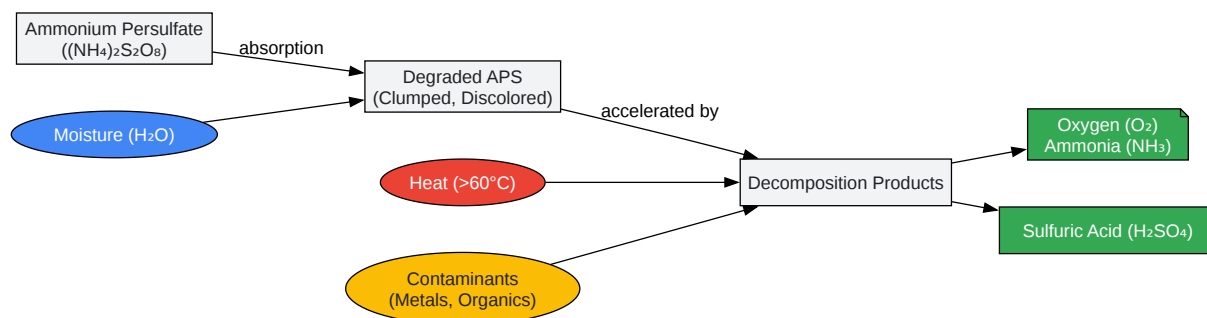 Ammonium Persulfate
((NH₄)₂S₂O₈)
absorption
Moisture (H₂O)
Degraded APS
(Clumped, Discolored)
accelerated by
Heat (>60°C)
Contaminants
(Metals, Organics)
Decomposition Products
Oxygen (O₂)
Ammonia (NH₃)
Sulfuric Acid (H₂SO₄)